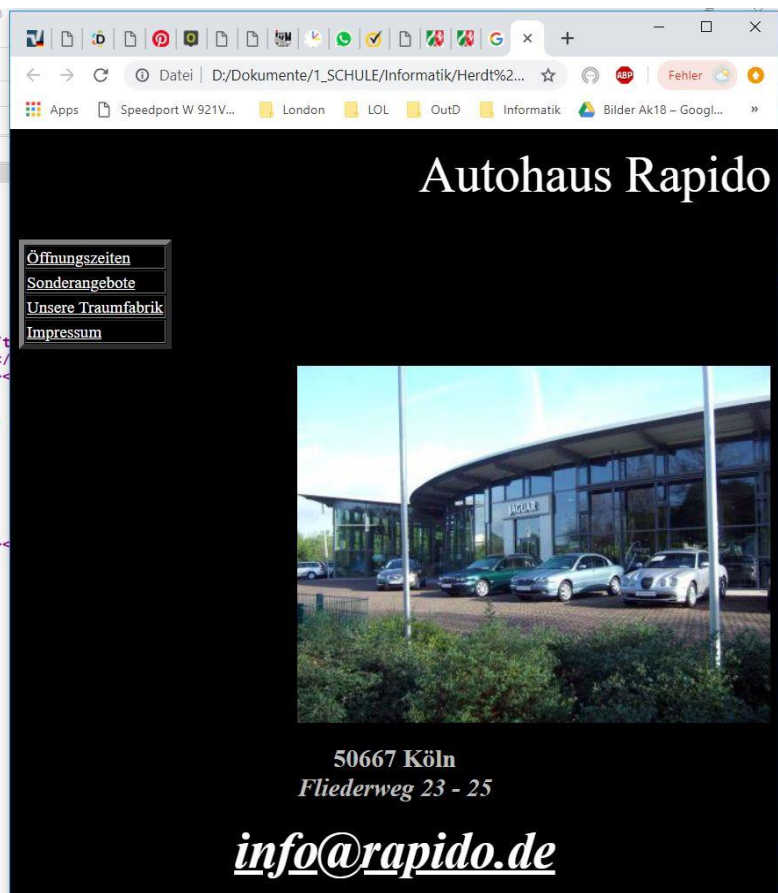 Datei D:/Dokumente/1_SCHULE/Informatik/Herdt%2... ABP Fehler
Apps Speedport W 921V... London LOL OutD Informatik Bilder Ak18 – Googl... »
Autohaus Rapido
Öffnungszeiten
Sonderangebote
Unsere Traumfabrik
Impressum
JAGUAR
50667 Köln
Fliederweg 23 - 25
info@rapido.de